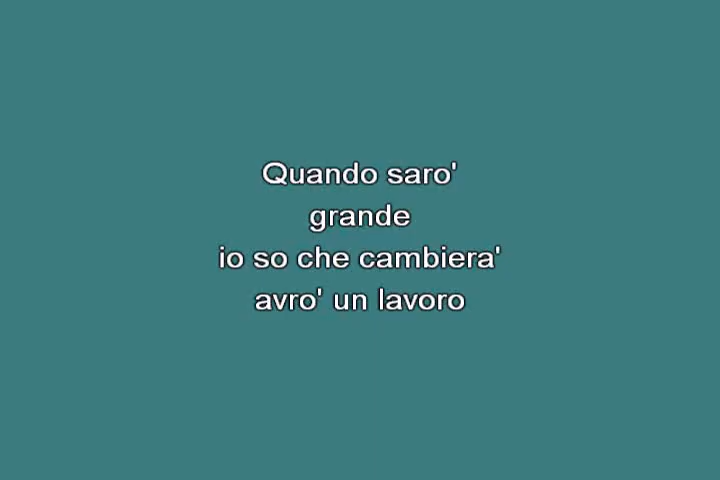 Quando saro'
grande
io so che cambiera'
avro' un lavoro